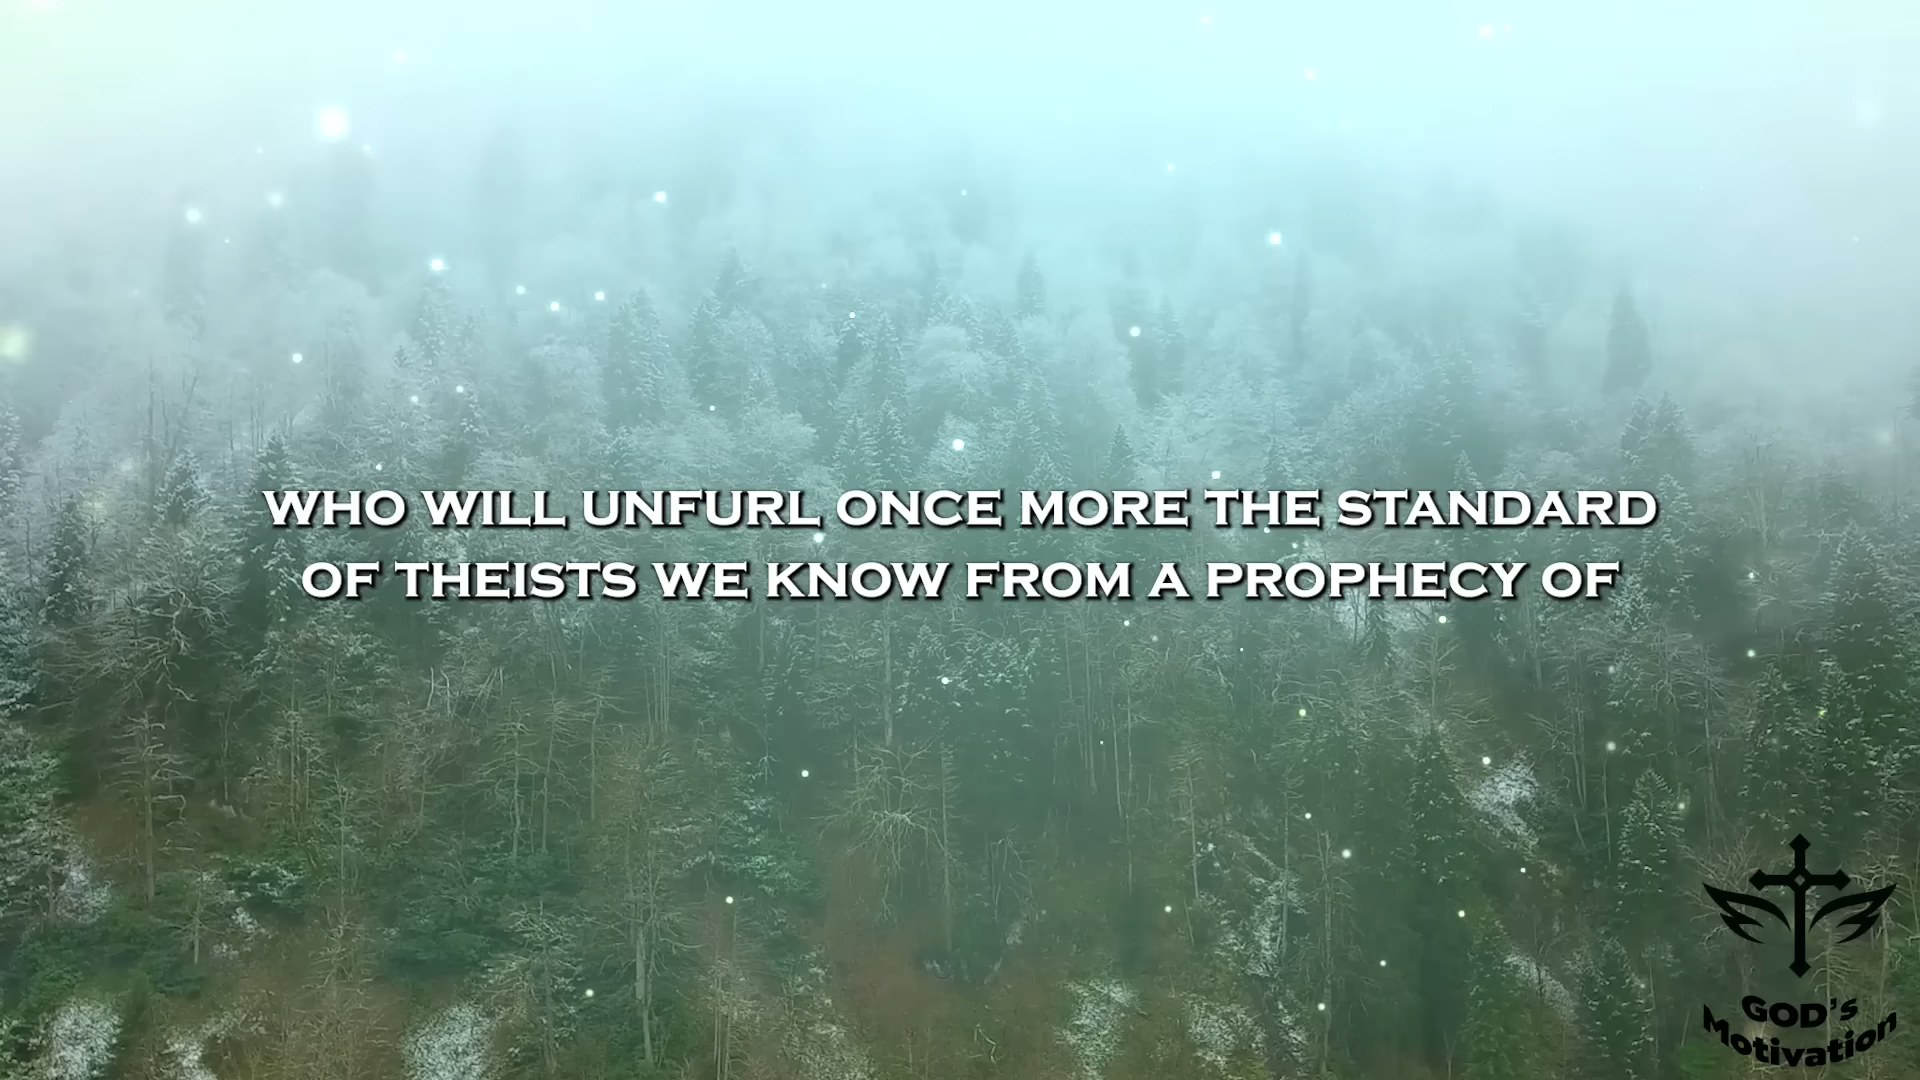 WHO WILL UNFURL ONCE MORE THE STANDARD
OF THEISTS WE KNOW FROM A PROPHECY OF
GOD'S
Motivation